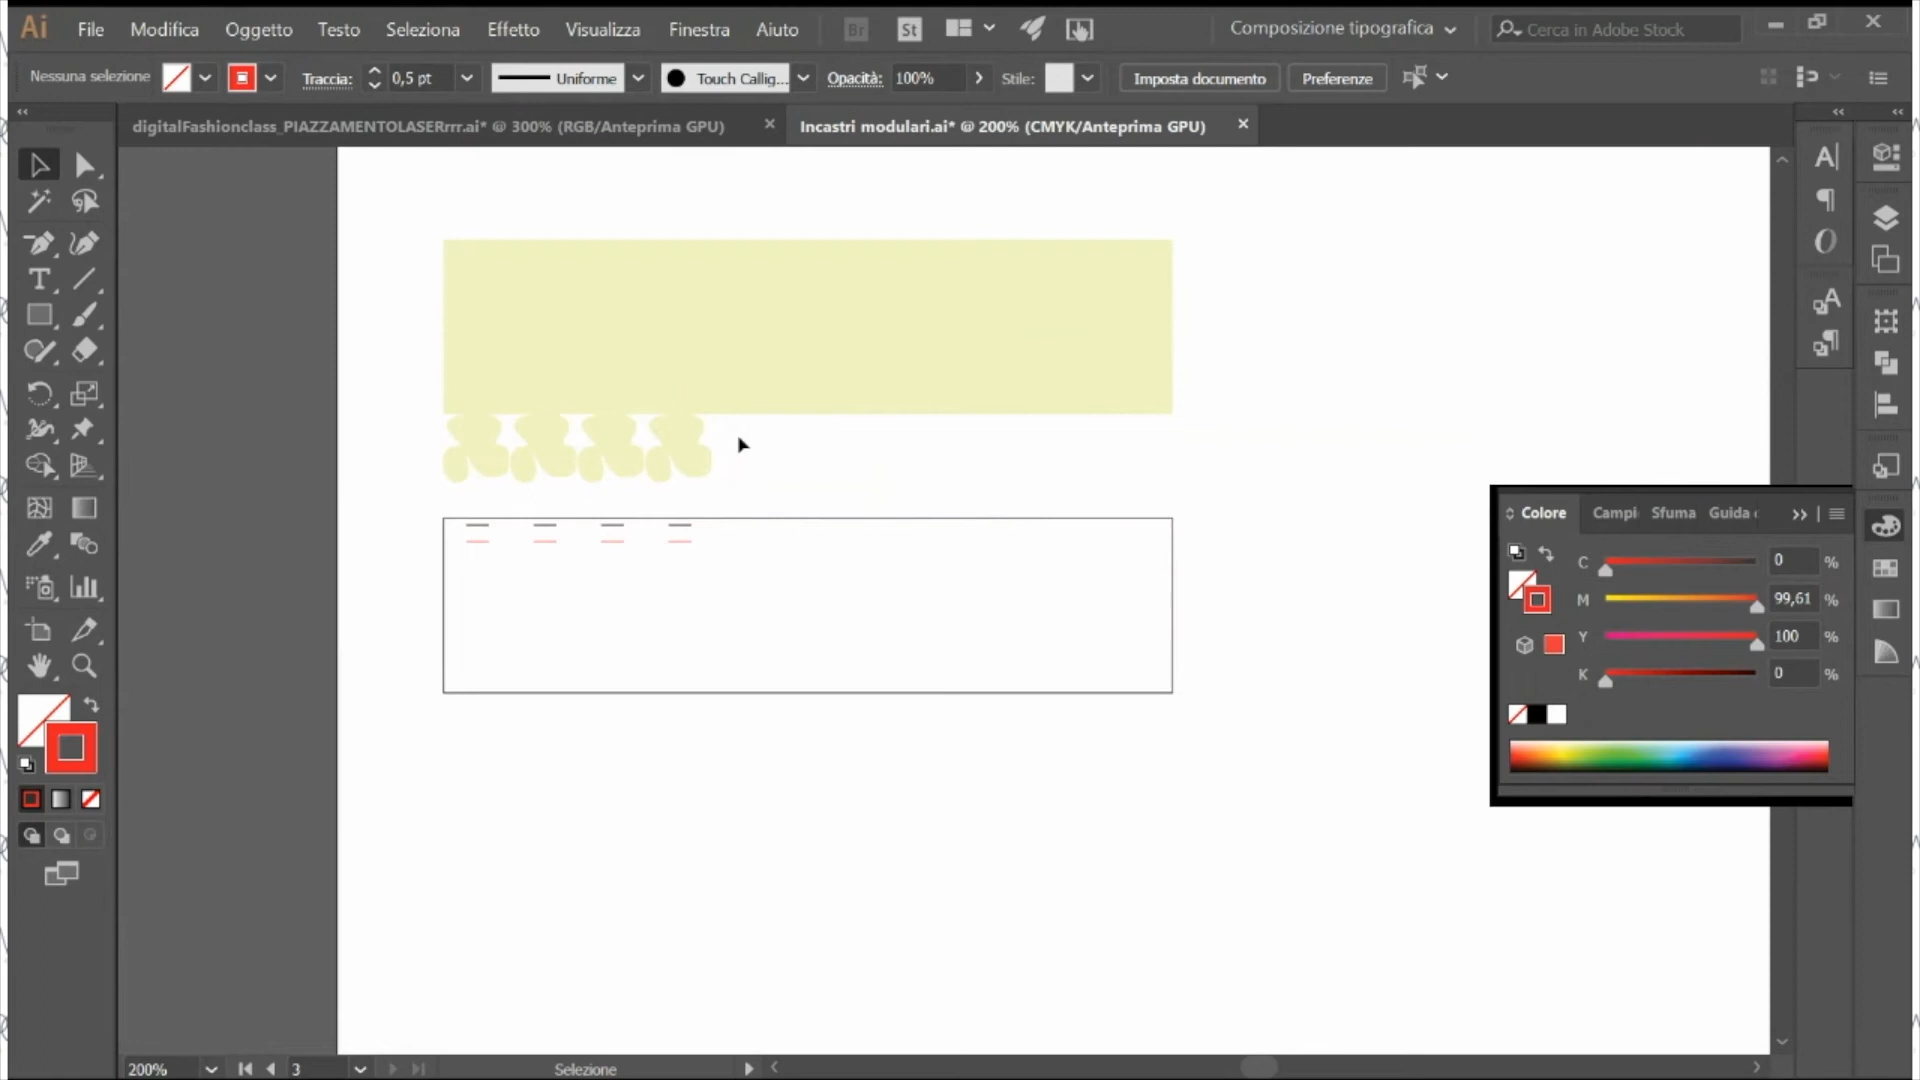 Ai File Modifica Oggetto Testo Seleziona Effetto Visualizza Finestra Aiuto Br St Composizione tipografica Cerca in Adobe Stock
Nessuna selezione Traccia: 0,5 pt Uniforme Touch Callig... Opacità: 100% Stile: Imposta documento Preferenze
digitalFashionclass_PIAZZAMENTOLASERrrr.ai* @ 300% (RGB/Anteprima GPU) Incastri modulari.ai* @ 200% (CMYK/Anteprima GPU)
Colore Campi Sfuma Guida
C 0 %
M 99,61 %
Y 100 %
K 0 %
200% 3 Selezione